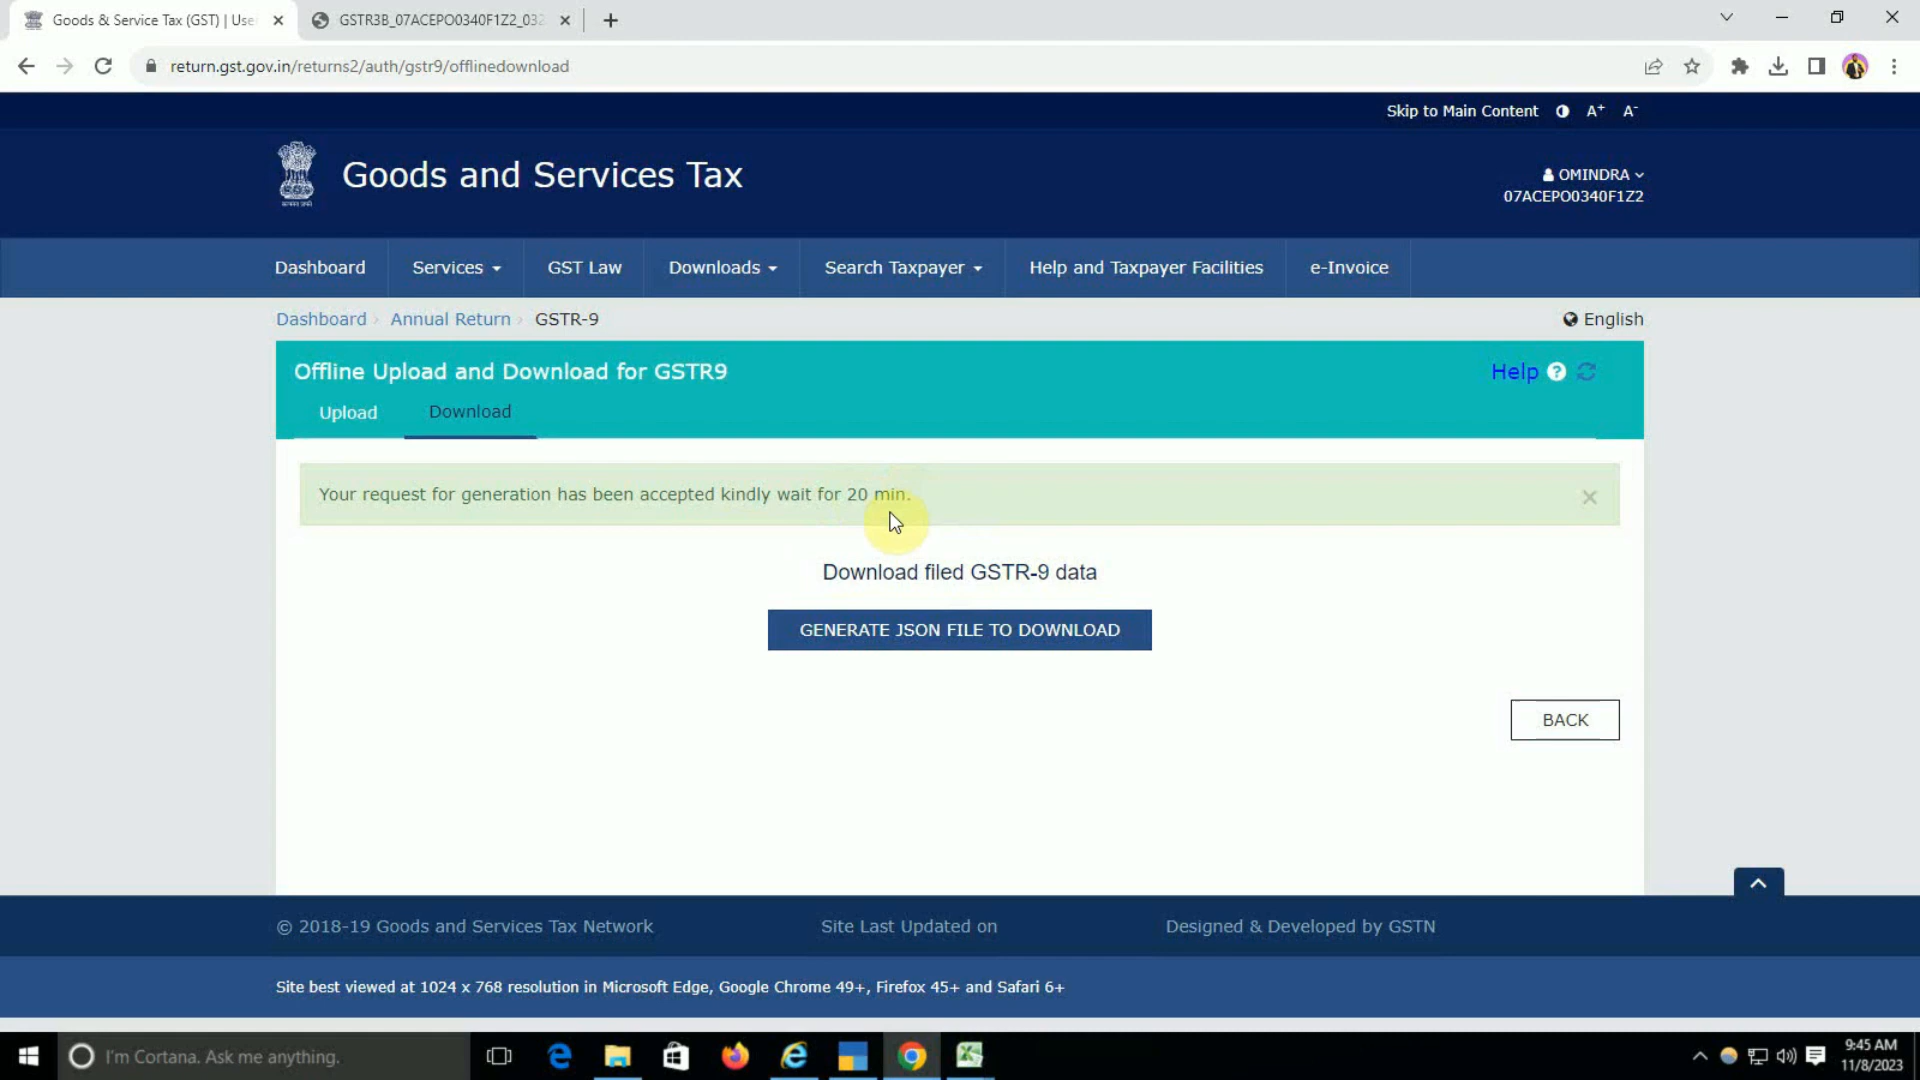 Goods & Service Tax (GST) | Use
GSTR3B_07ACEPO0340F1Z2_032
return.gst.gov.in/returns2/auth/gstr9/offlinedownload
Skip to Main Content A+ A-
Goods and Services Tax
OMINDRA
07ACEPO0340F1Z2
Dashboard Services GST Law Downloads Search Taxpayer Help and Taxpayer Facilities e-Invoice
Dashboard › Annual Return › GSTR-9
English
Offline Upload and Download for GSTR9
Help ?
Upload Download
Your request for generation has been accepted kindly wait for 20 min.
×
Download filed GSTR-9 data
GENERATE JSON FILE TO DOWNLOAD
BACK
© 2018-19 Goods and Services Tax Network Site Last Updated on Designed & Developed by GSTN
Site best viewed at 1024 x 768 resolution in Microsoft Edge, Google Chrome 49+, Firefox 45+ and Safari 6+
I'm Cortana. Ask me anything.
9:45 AM
11/8/2023